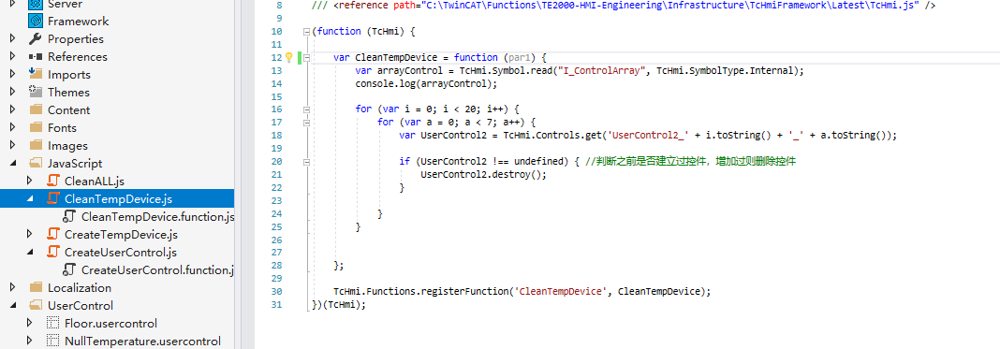 Server
Framework
Properties
References
Imports
Themes
Content
Fonts
Images
JavaScript
CleanALL.js
CleanTempDevice.js
CleanTempDevice.function.js
CreateTempDevice.js
CreateUserControl.js
CreateUserControl.function.j
Localization
UserControl
Floor.usercontrol
NullTemperature.usercontrol
8 /// <reference path="C:\TwinCAT\Functions\TE2000-HMI-Engineering\Infrastructure\TcHmiFramework\Latest\TcHmi.js" />
9
10 (function (TcHmi) {
11
12 var CleanTempDevice = function (par1) {
13 var arrayControl = TcHmi.Symbol.read("I_ControlArray", TcHmi.SymbolType.Internal);
14 console.log(arrayControl);
15
16 for (var i = 0; i < 20; i++) {
17 for (var a = 0; a < 7; a++) {
18 var UserControl2 = TcHmi.Controls.get('UserControl2_' + i.toString() + '_' + a.toString());
19
20 if (UserControl2 !== undefined) { //判断之前是否建立过控件，增加过则删除控件
21 UserControl2.destroy();
22 }
23
24 }
25 }
26
27
28 };
29
30 TcHmi.Functions.registerFunction('CleanTempDevice', CleanTempDevice);
31 })(TcHmi);